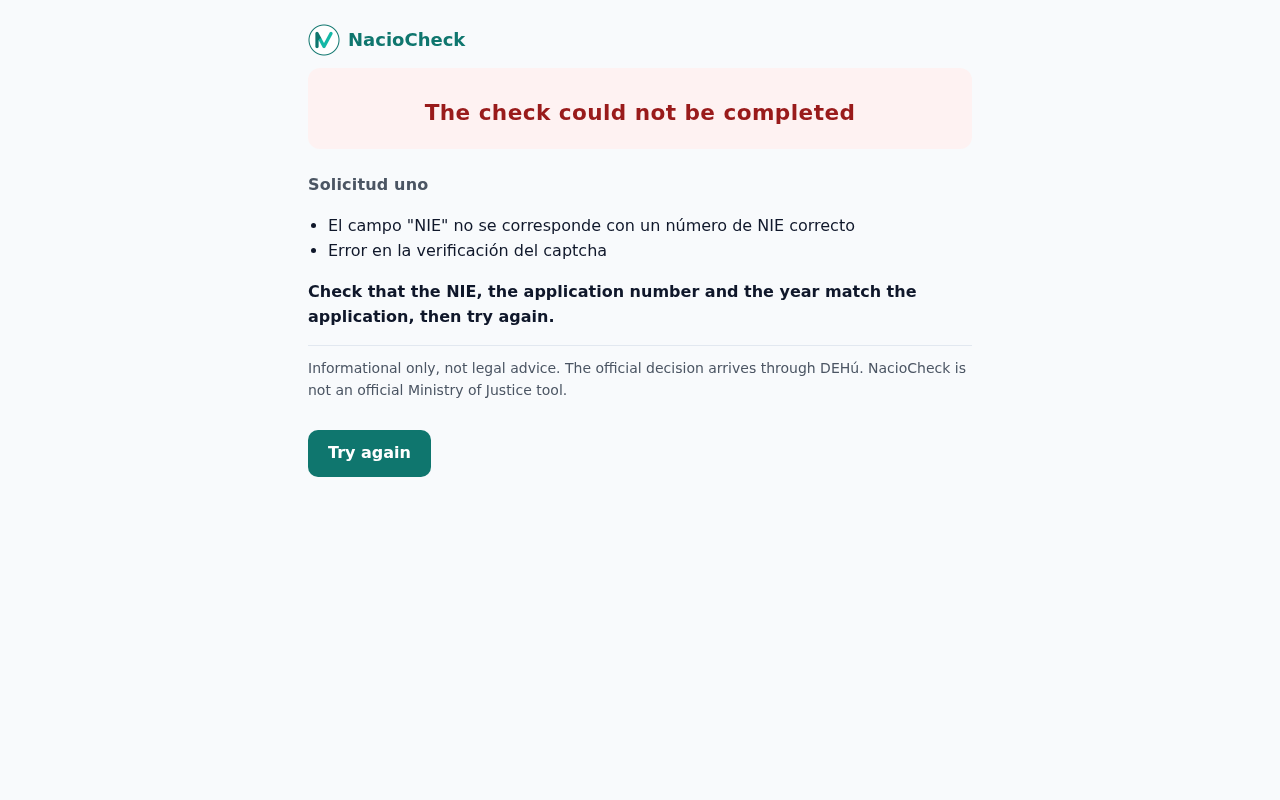 NacioCheck
The check could not be completed
Solicitud uno
• El campo "NIE" no se corresponde con un número de NIE correcto
• Error en la verificación del captcha
Check that the NIE, the application number and the year match the
application, then try again.
Informational only, not legal advice. The official decision arrives through DEHú. NacioCheck is
not an official Ministry of Justice tool.
Try again